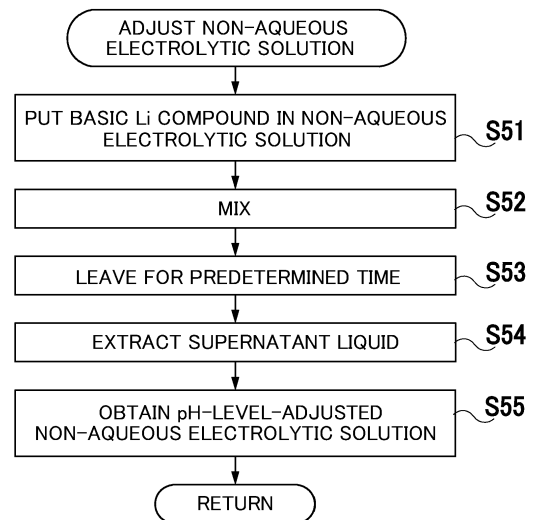 ADJUST NON-AQUEOUS
ELECTROLYTIC SOLUTION
PUT BASIC Li COMPOUND IN NON-AQUEOUS
ELECTROLYTIC SOLUTION
S51
MIX
S52
LEAVE FOR PREDETERMINED TIME
S53
EXTRACT SUPERNATANT LIQUID
S54
OBTAIN pH-LEVEL-ADJUSTED
NON-AQUEOUS ELECTROLYTIC SOLUTION
S55
RETURN